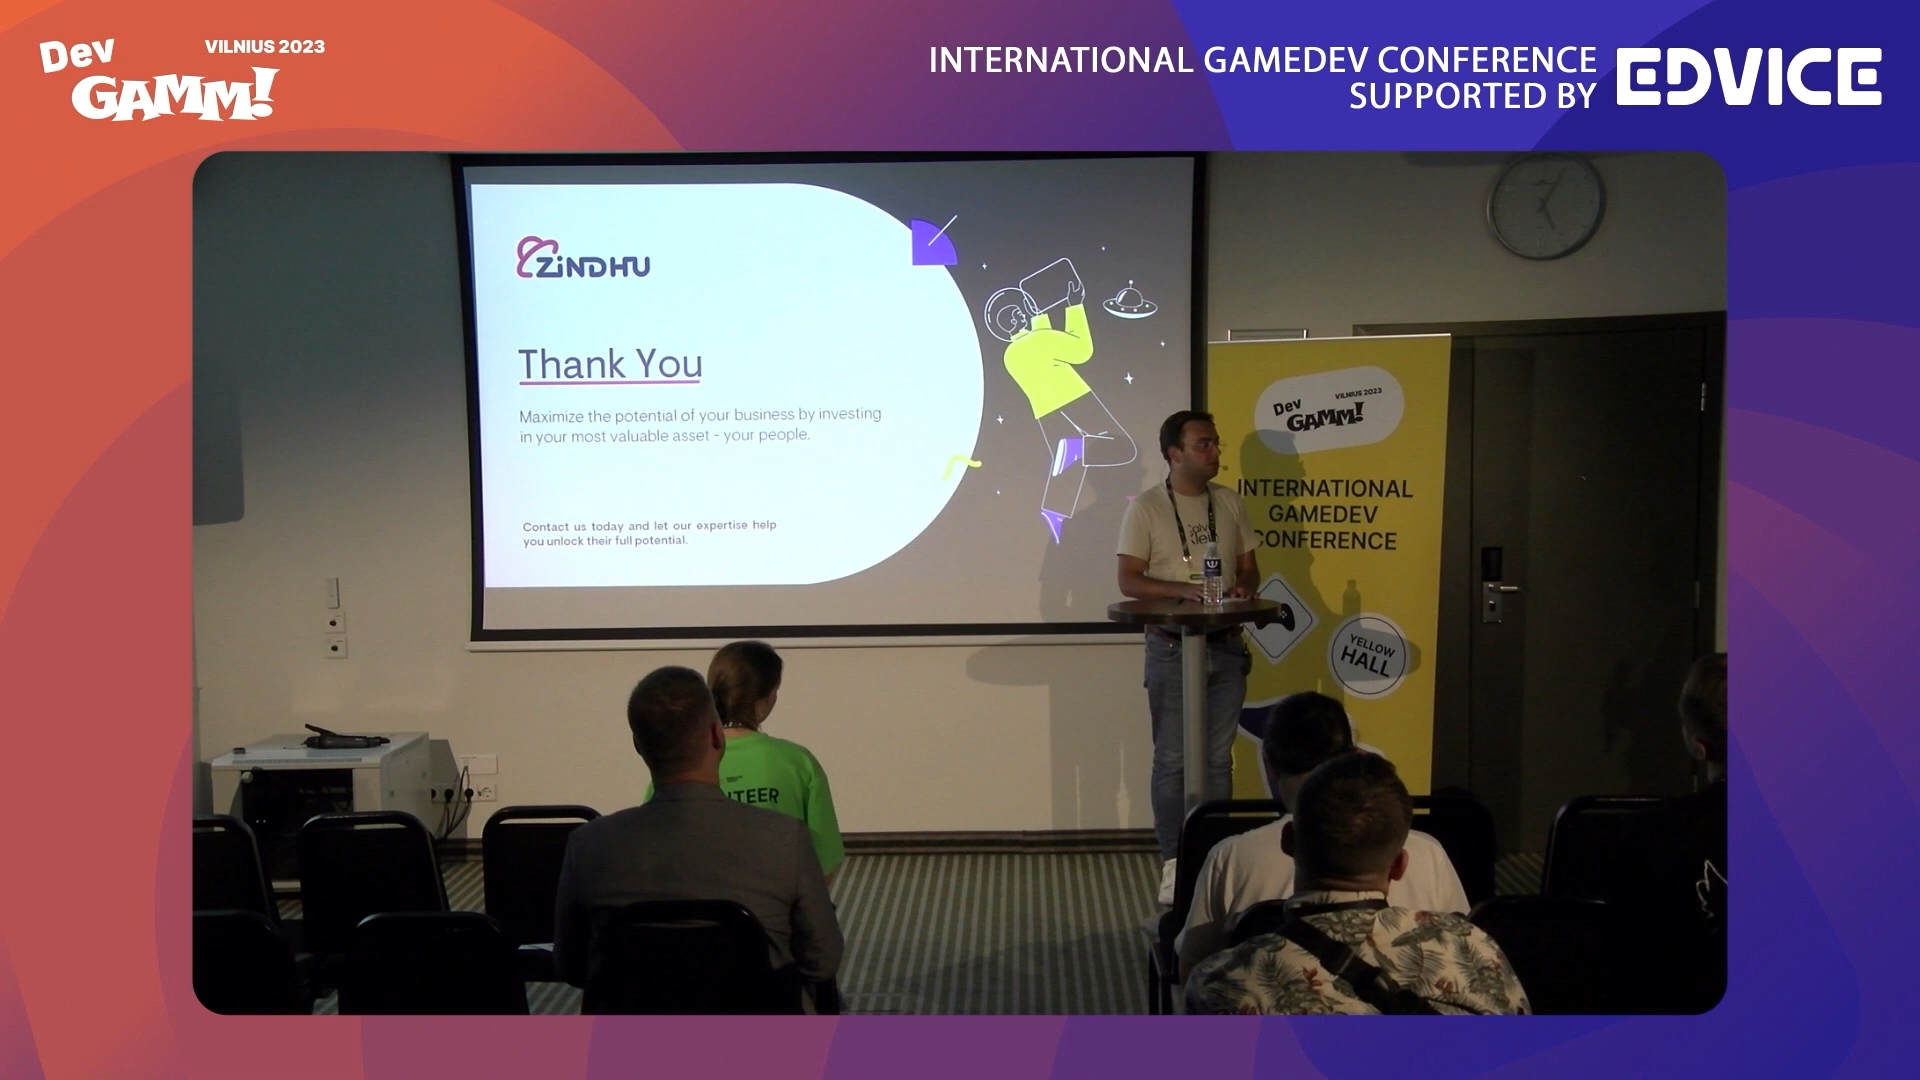 Dev
GAMM!
VILNIUS 2023
INTERNATIONAL GAMEDEV CONFERENCE
SUPPORTED BY
EDVICE
ZINDHU
Thank You
Maximize the potential of your business by investing
in your most valuable asset - your people.
Contact us today and let our expertise help
you unlock their full potential.
Dev
GAMM!
VILNIUS 2023
INTERNATIONAL
GAMEDEV
CONFERENCE
YELLOW
HALL